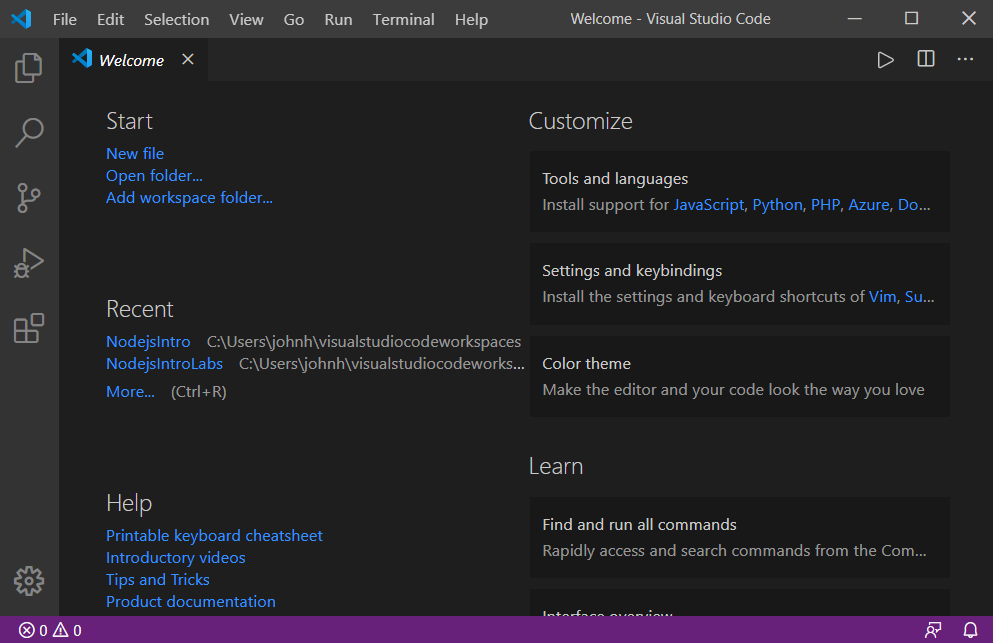 File Edit Selection View Go Run Terminal Help Welcome - Visual Studio Code
Welcome
Start
New file
Open folder...
Add workspace folder...
Recent
NodejsIntro C:\Users\johnh\visualstudiocodeworkspaces
NodejsIntroLabs C:\Users\johnh\visualstudiocodeworks...
More... (Ctrl+R)
Help
Printable keyboard cheatsheet
Introductory videos
Tips and Tricks
Product documentation
Customize
Tools and languages
Install support for JavaScript, Python, PHP, Azure, Do...
Settings and keybindings
Install the settings and keyboard shortcuts of Vim, Su...
Color theme
Make the editor and your code look the way you love
Learn
Find and run all commands
Rapidly access and search commands from the Com...
Interface overview
0 0